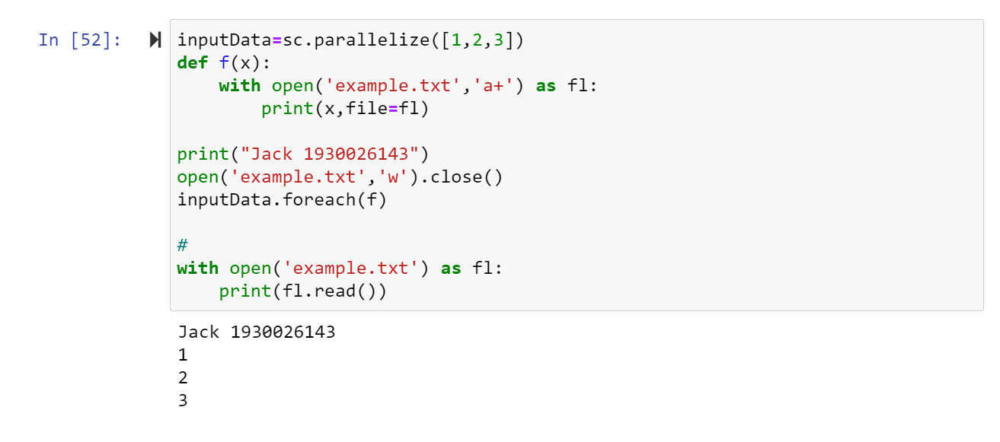 In [52]: inputData=sc.parallelize([1,2,3])
def f(x):
    with open('example.txt','a+') as fl:
        print(x,file=fl)

print("Jack 1930026143")
open('example.txt','w').close()
inputData.foreach(f)

#
with open('example.txt') as fl:
    print(fl.read())
Jack 1930026143
1
2
3